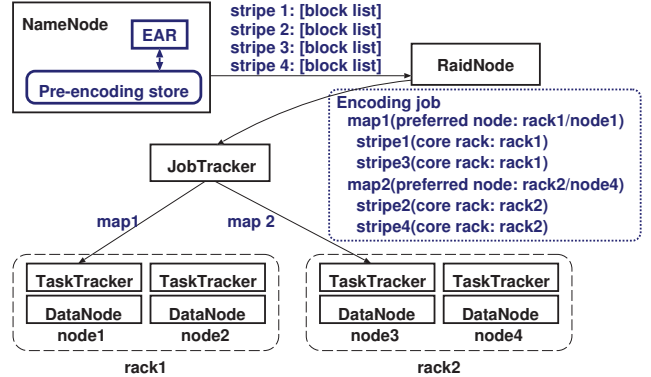 NameNode
EAR
Pre-encoding store
stripe 1: [block list]
stripe 2: [block list]
stripe 3: [block list]
stripe 4: [block list]
RaidNode
Encoding job
map1(preferred node: rack1/node1)
stripe1(core rack: rack1)
stripe3(core rack: rack1)
map2(preferred node: rack2/node4)
stripe2(core rack: rack2)
stripe4(core rack: rack2)
JobTracker
map1
map 2
TaskTracker
TaskTracker
TaskTracker
TaskTracker
DataNode
DataNode
DataNode
DataNode
node1
node2
node3
node4
rack1
rack2